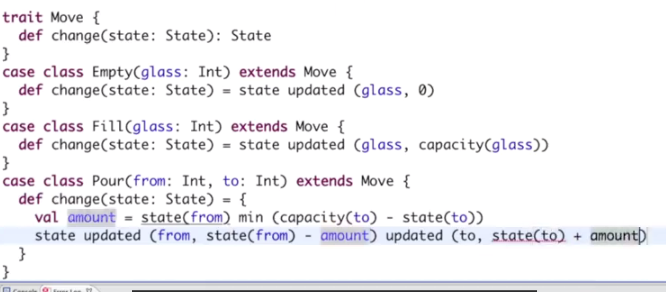 trait Move {
  def change(state: State): State
}
case class Empty(glass: Int) extends Move {
  def change(state: State) = state updated (glass, 0)
}
case class Fill(glass: Int) extends Move {
  def change(state: State) = state updated (glass, capacity(glass))
}
case class Pour(from: Int, to: Int) extends Move {
  def change(state: State) = {
    val amount = state(from) min (capacity(to) - state(to))
    state updated (from, state(from) - amount) updated (to, state(to) + amount)
  }
}
Console